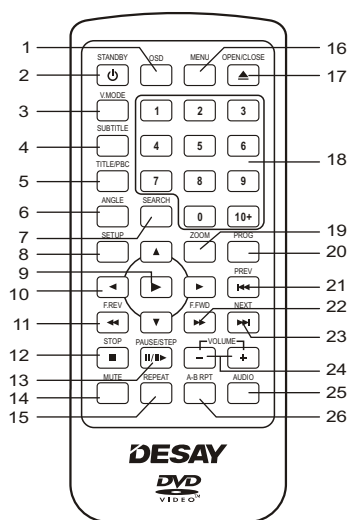 1 STANDBY OSD MENU OPEN/CLOSE 16
2 17
3 V.MODE 1 2 3
4 SUBTITLE 4 5 6
5 TITLE/PBC 7 8 9 18
6 ANGLE SEARCH 0 10+
7 19
8 SETUP ZOOM PROG 20
9 PREV 21
10 22
11 F.REV F.FWD NEXT 23
12 STOP PAUSE/STEP VOLUME
13 − + 24
14 MUTE REPEAT A-B RPT AUDIO 25
15 26
DESAY
DVD
VIDEO™